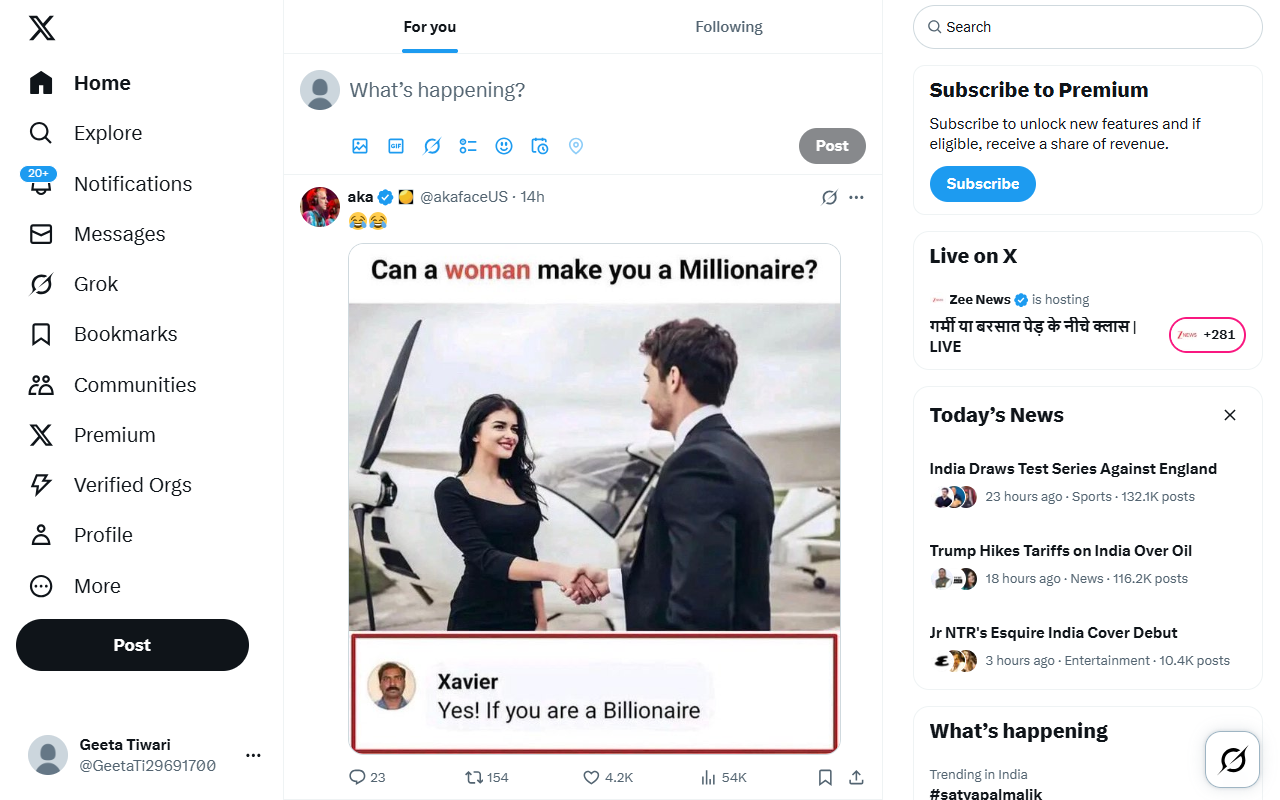 For you
Following
Search
Home
Explore
20+
Notifications
Messages
Grok
Bookmarks
Communities
Premium
Verified Orgs
Profile
More
Post
Geeta Tiwari
@GeetaTi29691700
What's happening?
GIF
Post
aka @akafaceUS · 14h
😂😂
Can a woman make you a Millionaire?
Xavier
Yes! If you are a Billionaire
23
154
4.2K
54K
Subscribe to Premium
Subscribe to unlock new features and if
eligible, receive a share of revenue.
Subscribe
Live on X
Zee News is hosting
गर्मी या बरसात पेड़ के नीचे क्लास |
LIVE
ZNEWS +281
Today's News
India Draws Test Series Against England
23 hours ago · Sports · 132.1K posts
Trump Hikes Tariffs on India Over Oil
18 hours ago · News · 116.2K posts
Jr NTR's Esquire India Cover Debut
3 hours ago · Entertainment · 10.4K posts
What's happening
Trending in India
#satyapalmalik